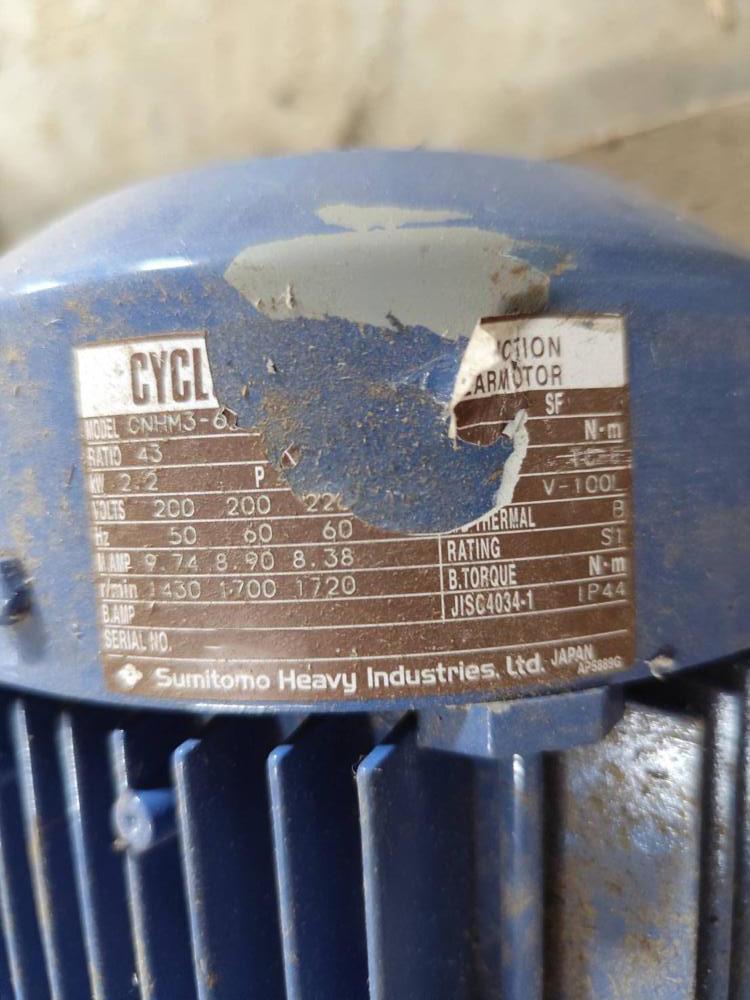 CYCL
CTION
ARMOTOR
MODEL CNHM3-6
SF
RATIO 43
N·m
kW 2.2 P
VOLTS 200 200 22
V-100L
Hz 50 60 60
THERMAL B
9.74 8.90 8.38
RATING S1
r/min 1430 1700 1720
B.TORQUE N·m
B.AMP
JISC4034-1 IP44
SERIAL NO.
Sumitomo Heavy Industries, Ltd. JAPAN
AP5889G